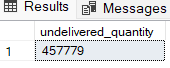 Results Messages
undelivered_quantity
1 457779